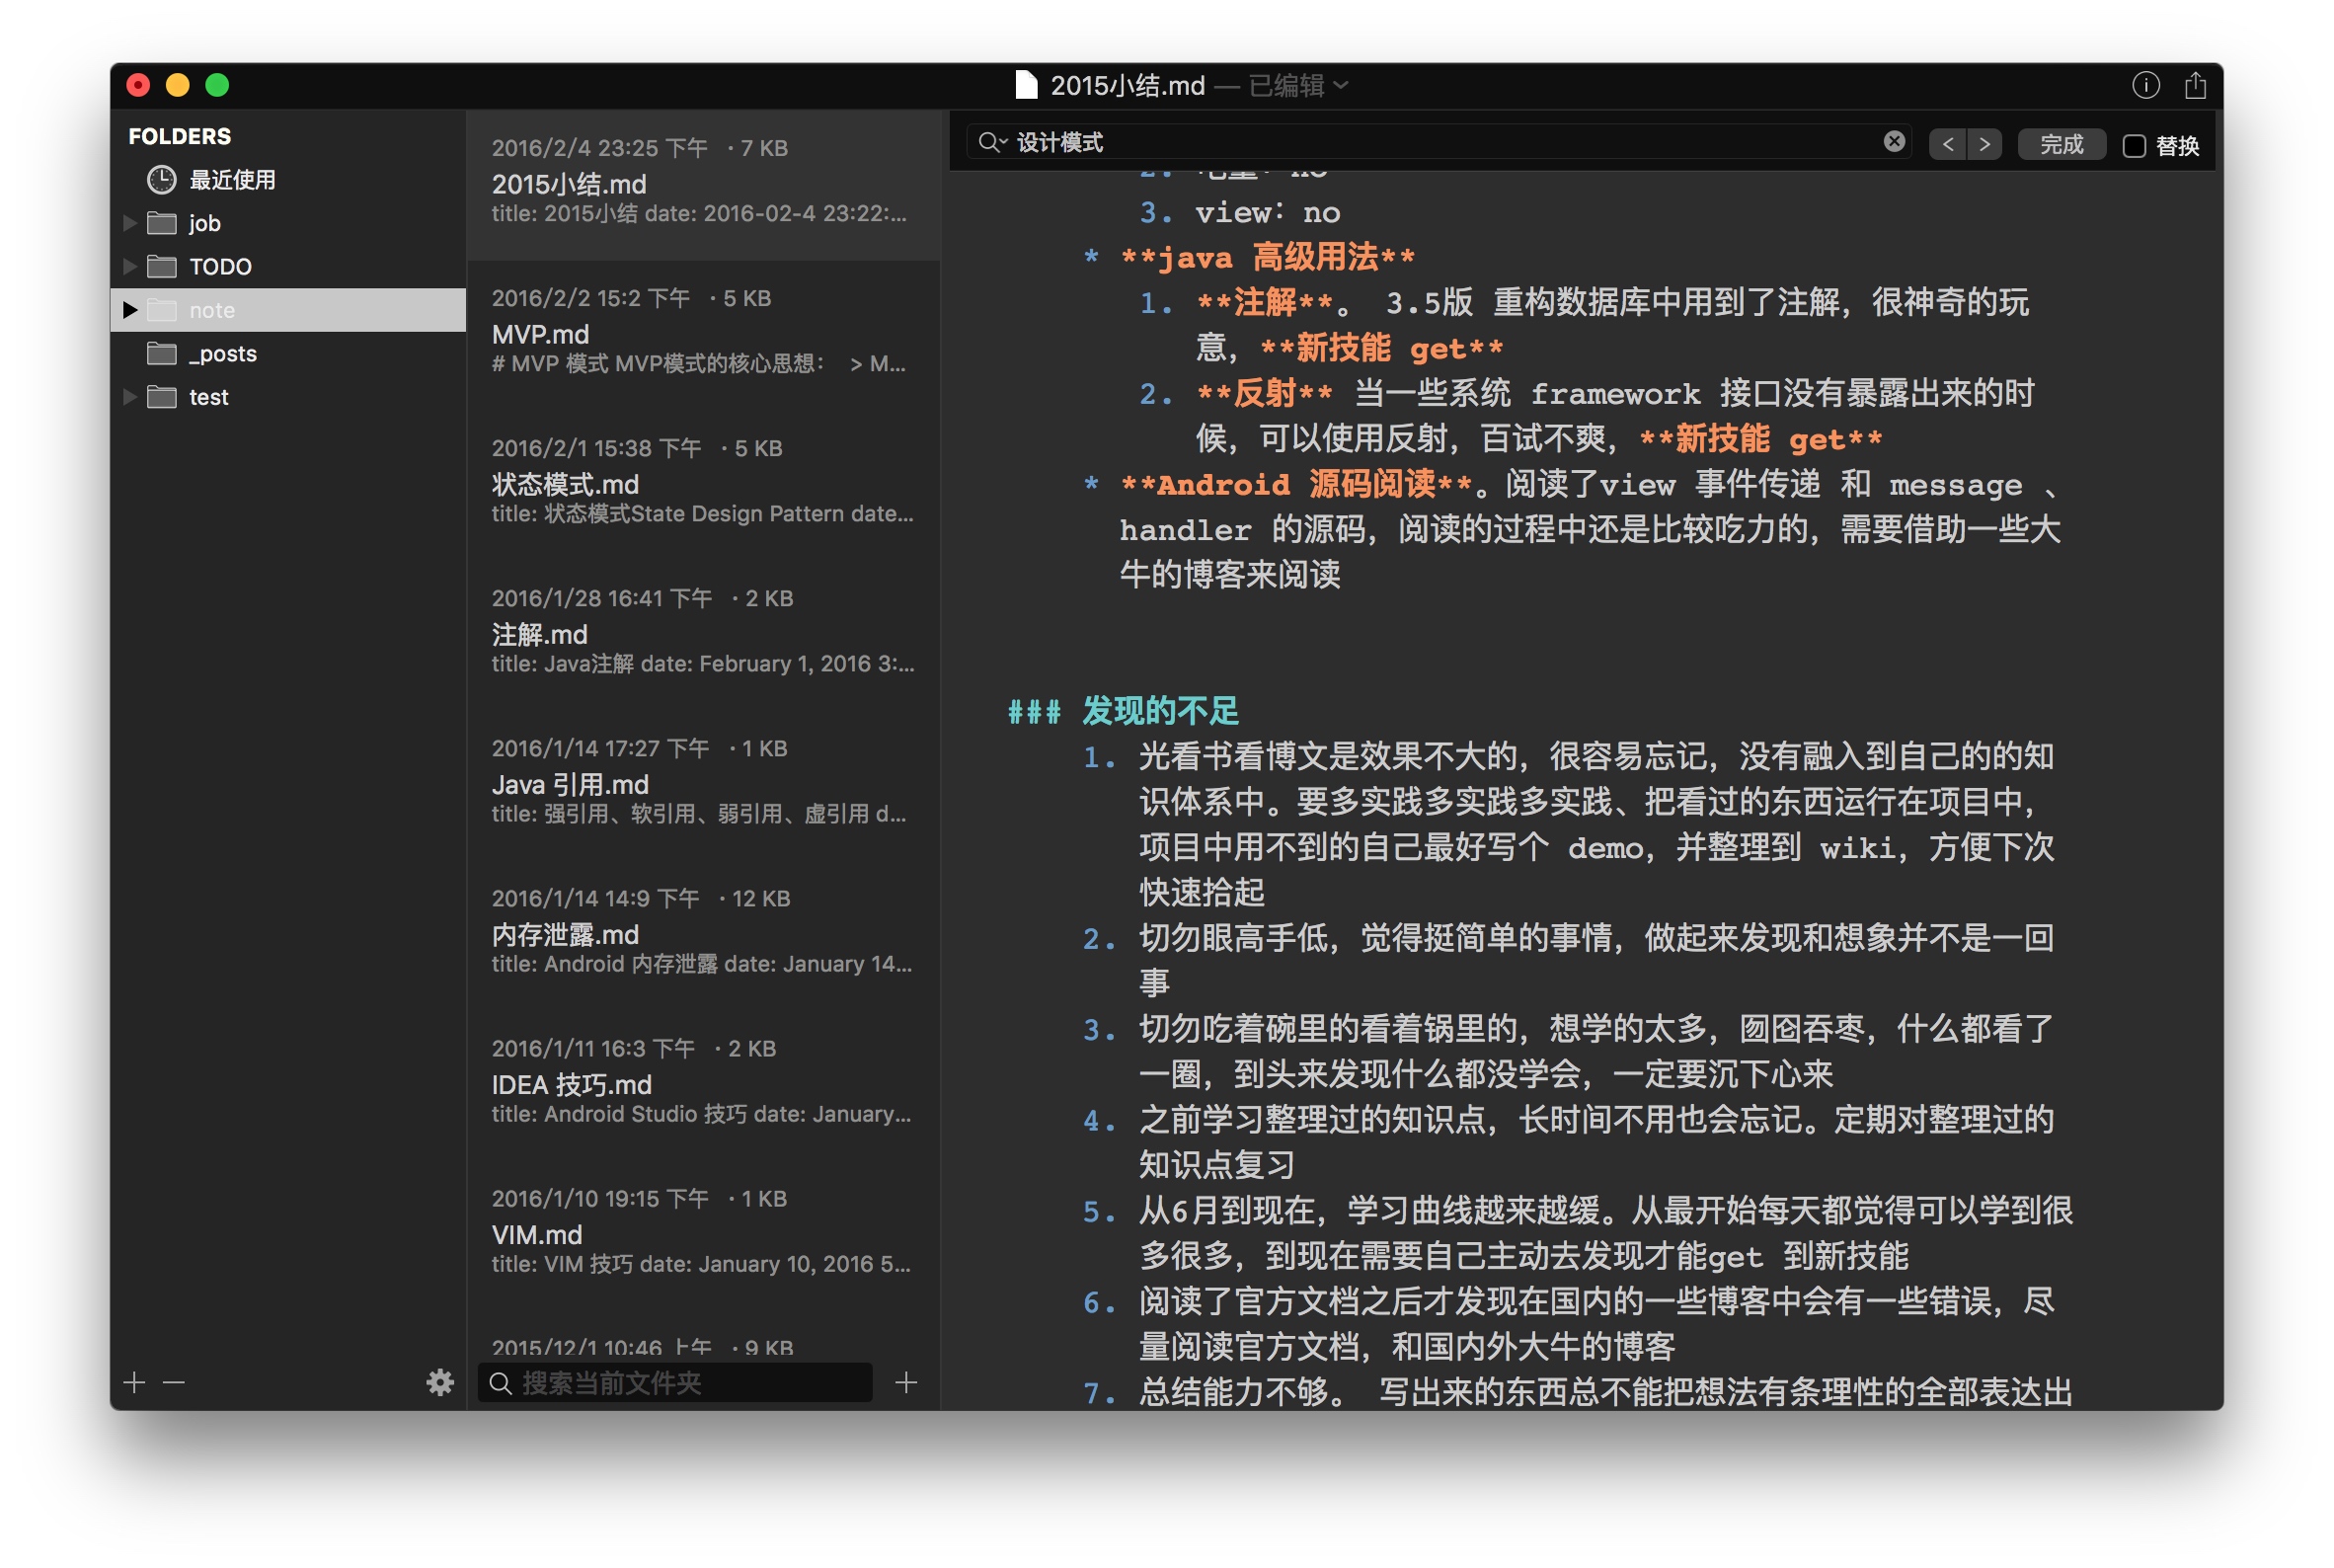 2015小结.md — 已编辑
FOLDERS
最近使用
job
TODO
note
_posts
test
2016/2/4 23:25 下午 · 7 KB
2015小结.md
title: 2015小结 date: 2016-02-4 23:22:...
2016/2/2 15:2 下午 · 5 KB
MVP.md
# MVP 模式 MVP模式的核心思想： > M...
2016/2/1 15:38 下午 · 5 KB
状态模式.md
title: 状态模式State Design Pattern date...
2016/1/28 16:41 下午 · 2 KB
注解.md
title: Java注解 date: February 1, 2016 3:...
2016/1/14 17:27 下午 · 1 KB
Java 引用.md
title: 强引用、软引用、弱引用、虚引用 d...
2016/1/14 14:9 下午 · 12 KB
内存泄露.md
title: Android 内存泄露 date: January 14...
2016/1/11 16:3 下午 · 2 KB
IDEA 技巧.md
title: Android Studio 技巧 date: January...
2016/1/10 19:15 下午 · 1 KB
VIM.md
title: VIM 技巧 date: January 10, 2016 5...
2015/12/1 10:46 上午 · 9 KB
搜索当前文件夹
设计模式
< > 完成 替换
no
3. view：no
* **java 高级用法**
1. **注解**。 3.5版 重构数据库中用到了注解，很神奇的玩
意，**新技能 get**
2. **反射** 当一些系统 framework 接口没有暴露出来的时
候，可以使用反射，百试不爽，**新技能 get**
* **Android 源码阅读**。阅读了view 事件传递 和 message 、
handler 的源码，阅读的过程中还是比较吃力的，需要借助一些大
牛的博客来阅读
### 发现的不足
1. 光看书看博文是效果不大的，很容易忘记，没有融入到自己的的知
识体系中。要多实践多实践多实践、把看过的东西运行在项目中，
项目中用不到的自己最好写个 demo，并整理到 wiki，方便下次
快速拾起
2. 切勿眼高手低，觉得挺简单的事情，做起来发现和想象并不是一回
事
3. 切勿吃着碗里的看着锅里的，想学的太多，囫囵吞枣，什么都看了
一圈，到头来发现什么都没学会，一定要沉下心来
4. 之前学习整理过的知识点，长时间不用也会忘记。定期对整理过的
知识点复习
5. 从6月到现在，学习曲线越来越缓。从最开始每天都觉得可以学到很
多很多，到现在需要自己主动去发现才能get 到新技能
6. 阅读了官方文档之后才发现在国内的一些博客中会有一些错误，尽
量阅读官方文档，和国内外大牛的博客
7. 总结能力不够。 写出来的东西总不能把想法有条理性的全部表达出